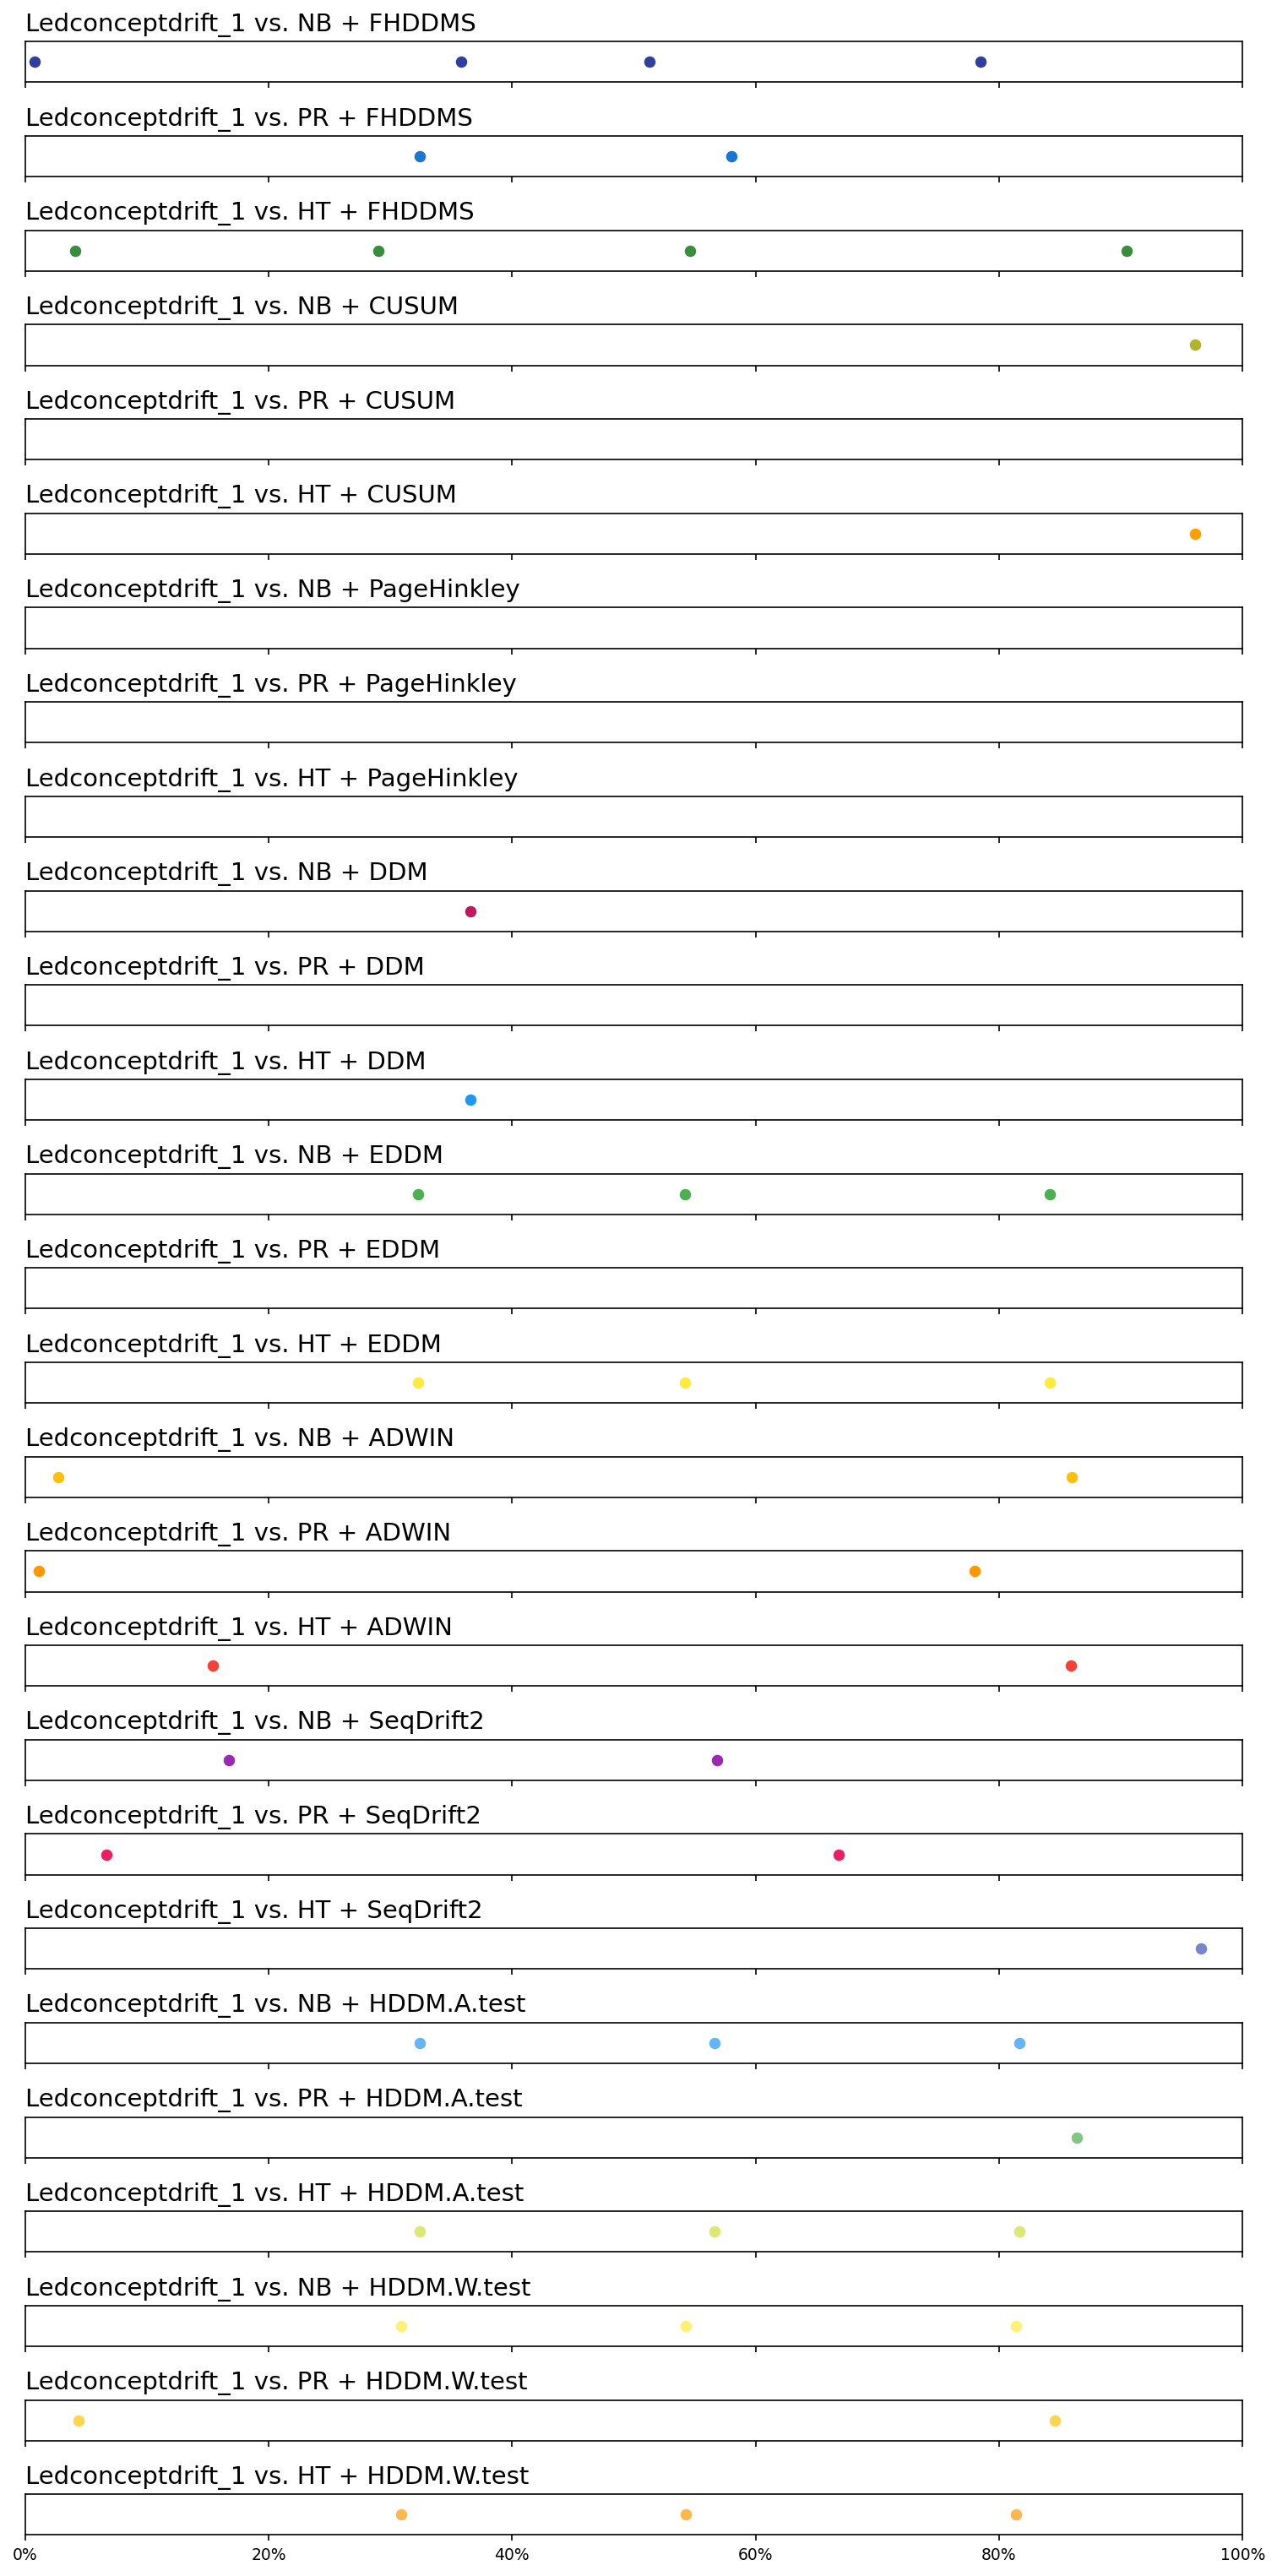 Ledconceptdrift_1 vs. NB + FHDDMS
Ledconceptdrift_1 vs. PR + FHDDMS
Ledconceptdrift_1 vs. HT + FHDDMS
Ledconceptdrift_1 vs. NB + CUSUM
Ledconceptdrift_1 vs. PR + CUSUM
Ledconceptdrift_1 vs. HT + CUSUM
Ledconceptdrift_1 vs. NB + PageHinkley
Ledconceptdrift_1 vs. PR + PageHinkley
Ledconceptdrift_1 vs. HT + PageHinkley
Ledconceptdrift_1 vs. NB + DDM
Ledconceptdrift_1 vs. PR + DDM
Ledconceptdrift_1 vs. HT + DDM
Ledconceptdrift_1 vs. NB + EDDM
Ledconceptdrift_1 vs. PR + EDDM
Ledconceptdrift_1 vs. HT + EDDM
Ledconceptdrift_1 vs. NB + ADWIN
Ledconceptdrift_1 vs. PR + ADWIN
Ledconceptdrift_1 vs. HT + ADWIN
Ledconceptdrift_1 vs. NB + SeqDrift2
Ledconceptdrift_1 vs. PR + SeqDrift2
Ledconceptdrift_1 vs. HT + SeqDrift2
Ledconceptdrift_1 vs. NB + HDDM.A.test
Ledconceptdrift_1 vs. PR + HDDM.A.test
Ledconceptdrift_1 vs. HT + HDDM.A.test
Ledconceptdrift_1 vs. NB + HDDM.W.test
Ledconceptdrift_1 vs. PR + HDDM.W.test
Ledconceptdrift_1 vs. HT + HDDM.W.test
0% 20% 40% 60% 80% 100%